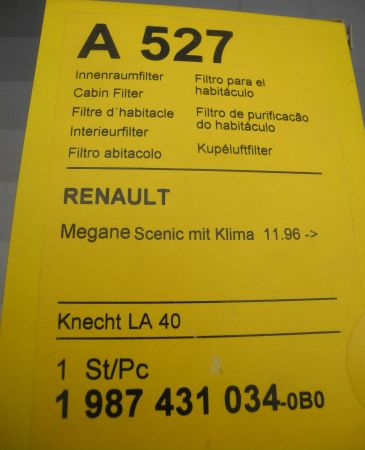 A 527
Innenraumfilter
Cabin Filter
Filtre d´habitacle
Interieurfilter
Filtro abitacolo
Filtro para el
habitáculo
Filtro de purificacão
do habitáculo
Kupéluftfilter
RENAULT
Megane Scenic mit Klima 11.96 ->
Knecht LA 40
1 St/Pc
1 987 431 034-0B0